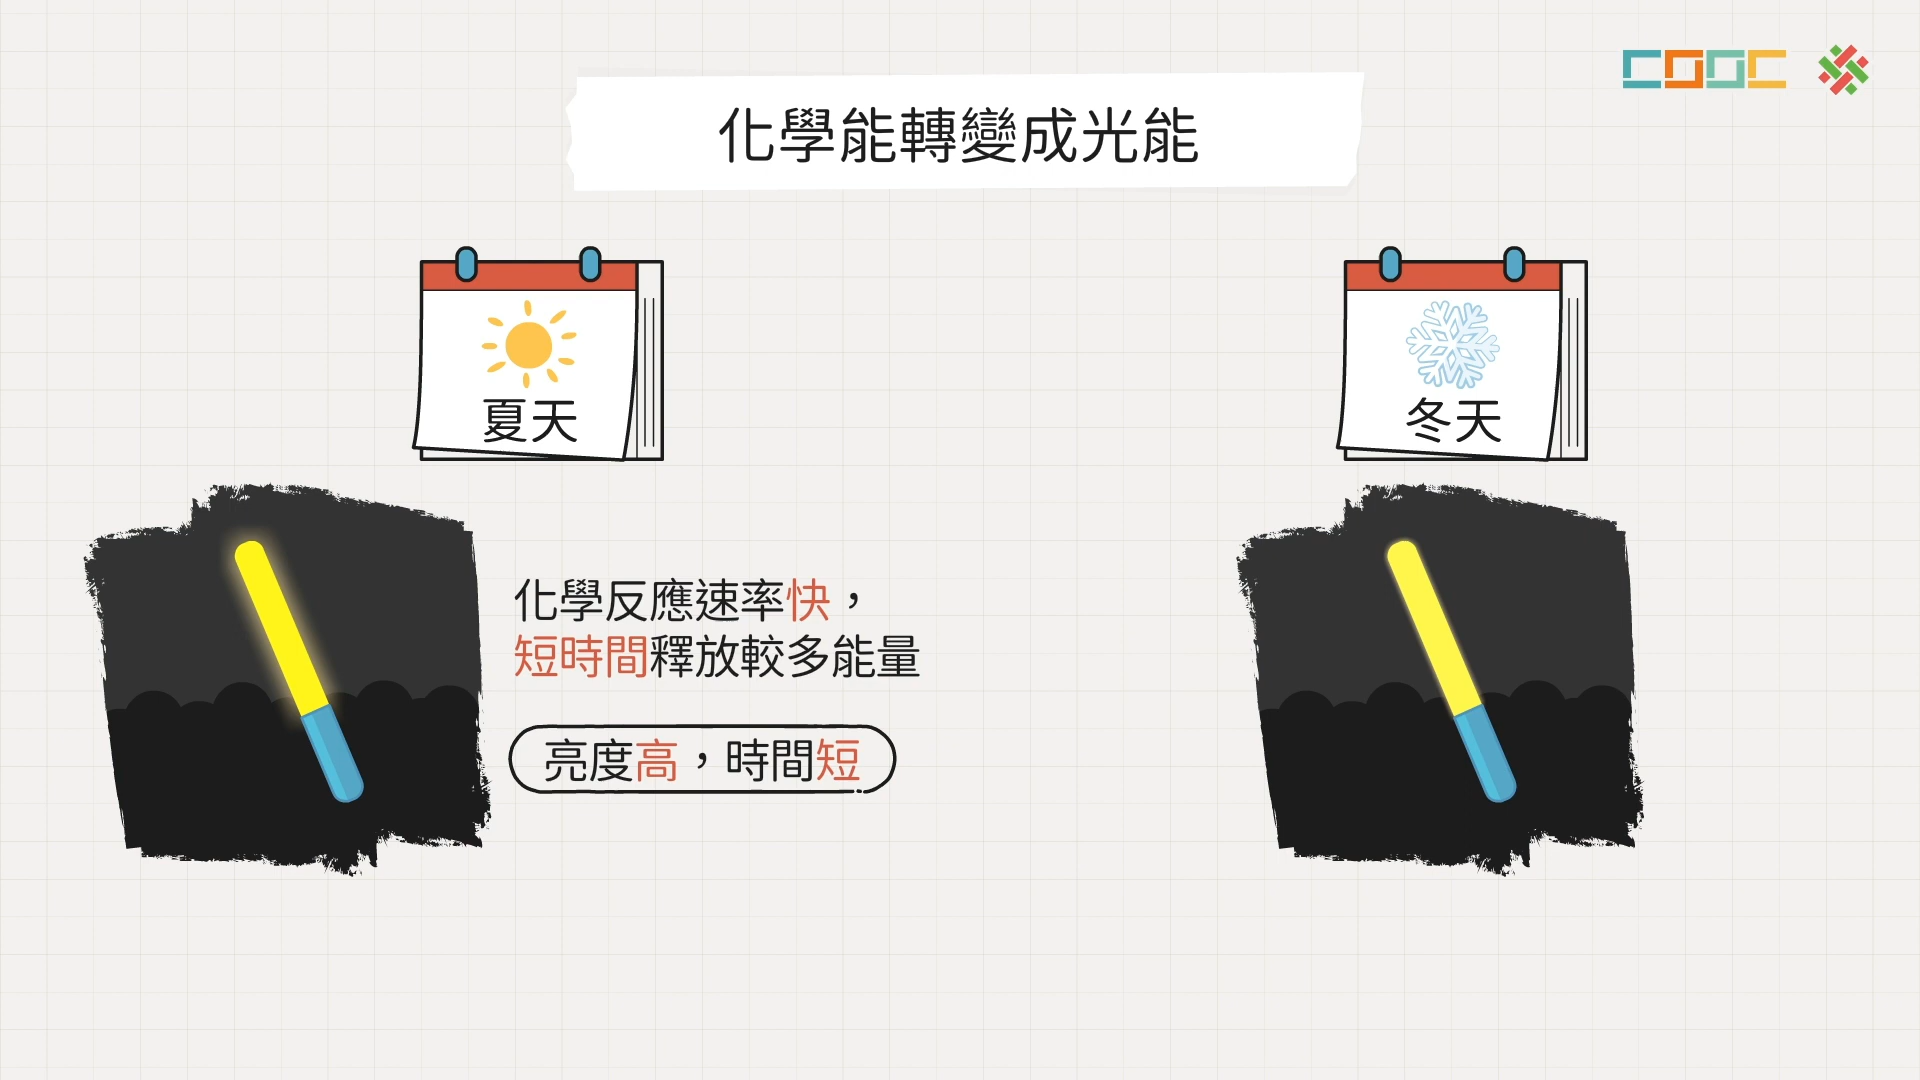 COOC
化學能轉變成光能
夏天
冬天
化學反應速率快，
短時間釋放較多能量
亮度高，時間短